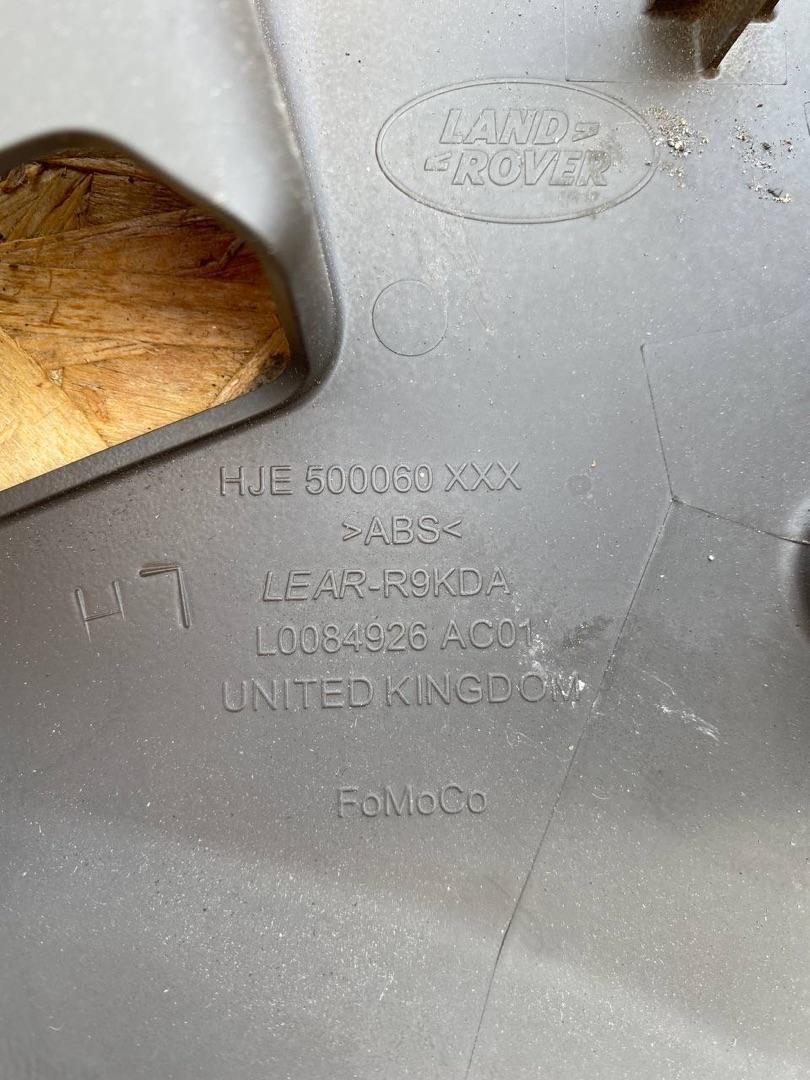 LAND
ROVER
HJE 500060 XXX
>ABS<
LEAR-R9KDA
L0084926 AC01
UNITED KINGDOM
FoMoCo